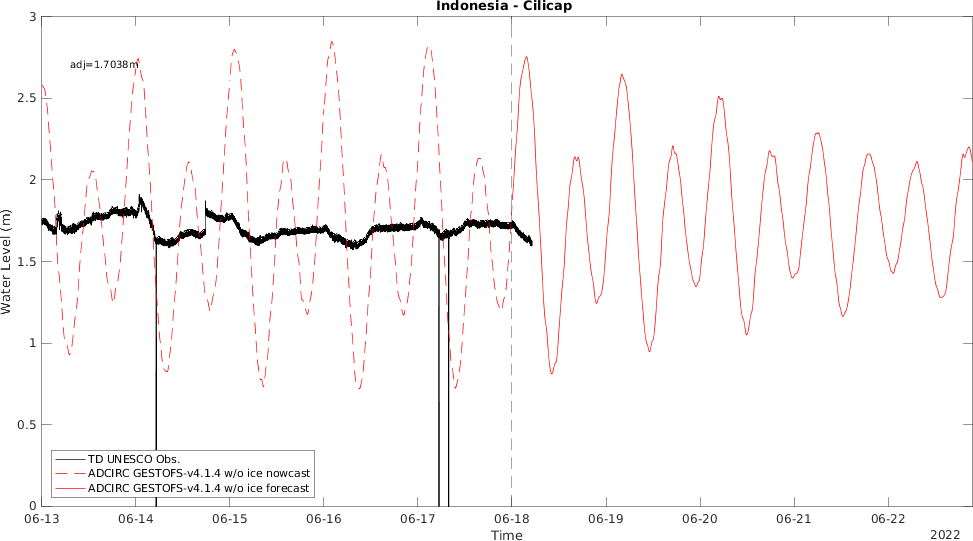 Indonesia - Cilicap
adj=1.7038m
Water Level (m)
3
2.5
2
1.5
1
0.5
0
TD UNESCO Obs.
ADCIRC GESTOFS-v4.1.4 w/o ice nowcast
ADCIRC GESTOFS-v4.1.4 w/o ice forecast
06-13 06-14 06-15 06-16 06-17 06-18 06-19 06-20 06-21 06-22
Time
2022